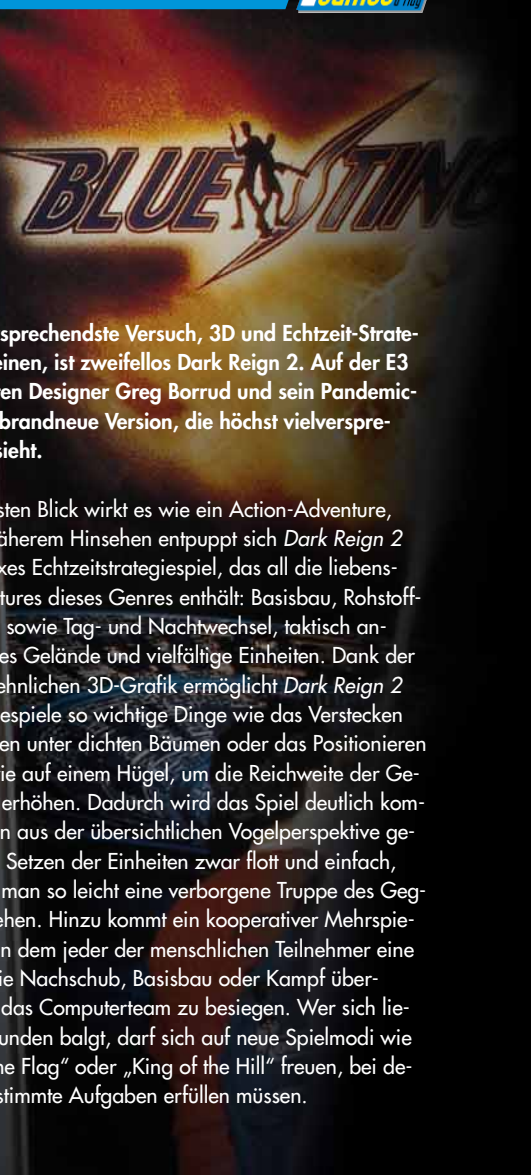 BLUE STING
sprechendste Versuch, 3D und Echtzeit-Strate-
einen, ist zweifellos Dark Reign 2. Auf der E3
ten Designer Greg Borrud und sein Pandemic-
brandneue Version, die höchst vielverspre-
sieht.
sten Blick wirkt es wie ein Action-Adventure,
äherem Hinsehen entpuppt sich Dark Reign 2
xes Echtzeitstrategiespiel, das all die liebens-
tures dieses Genres enthält: Basisbau, Rohstoff-
sowie Tag- und Nachtwechsel, taktisch an-
es Gelände und vielfältige Einheiten. Dank der
ehnlichen 3D-Grafik ermöglicht Dark Reign 2
espiele so wichtige Dinge wie das Verstecken
en unter dichten Bäumen oder das Positionieren
ie auf einem Hügel, um die Reichweite der Ge-
erhöhen. Dadurch wird das Spiel deutlich kom-
n aus der übersichtlichen Vogelperspektive ge-
Setzen der Einheiten zwar flott und einfach,
man so leicht eine verborgene Truppe des Geg-
ehen. Hinzu kommt ein kooperativer Mehrspie-
n dem jeder der menschlichen Teilnehmer eine
ie Nachschub, Basisbau oder Kampf über-
das Computerteam zu besiegen. Wer sich lie-
unden balgt, darf sich auf neue Spielmodi wie
ne Flag“ oder „King of the Hill“ freuen, bei de-
stimmte Aufgaben erfüllen müssen.